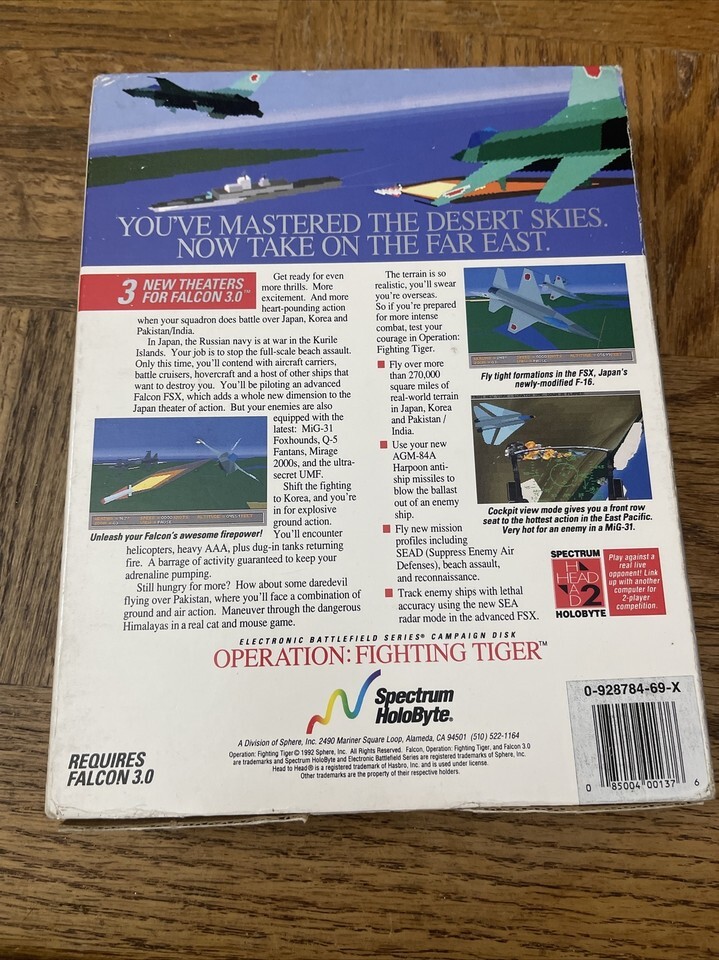 YOU'VE MASTERED THE DESERT SKIES.
NOW TAKE ON THE FAR EAST.
3 NEW THEATERS
FOR FALCON 3.0™
Get ready for even
more thrills. More
excitement. And more
heart-pounding action
when your squadron does battle over Japan, Korea and
Pakistan/India.
In Japan, the Russian navy is at war in the Kurile
Islands. Your job is to stop the full-scale beach assault.
Only this time, you'll contend with aircraft carriers,
battle cruisers, hovercraft and a host of other ships that
want to destroy you. You'll be piloting an advanced
Falcon FSX, which adds a whole new dimension to the
Japan theater of action. But your enemies are also
equipped with the
latest: MiG-31
Foxhounds, Q-5
Fantans, Mirage
2000s, and the ultra-
secret UMF.
Shift the fighting
to Korea, and you're
in for explosive
ground action.
You'll encounter
Unleash your Falcon's awesome firepower!
helicopters, heavy AAA, plus dug-in tanks returning
fire. A barrage of activity guaranteed to keep your
adrenaline pumping.
Still hungry for more? How about some daredevil
flying over Pakistan, where you'll face a combination of
ground and air action. Maneuver through the dangerous
Himalayas in a real cat and mouse game.
The terrain is so
realistic, you'll swear
you're overseas.
So if you're prepared
for more intense
combat, test your
courage in Operation:
Fighting Tiger.
Fly over more
than 270,000
square miles of
real-world terrain
in Japan, Korea
and Pakistan /
India.
Use your new
AGM-84A
Harpoon anti-
ship missiles to
blow the ballast
out of an enemy
ship.
Fly new mission
profiles including
SEAD (Suppress Enemy Air
Defenses), beach assault,
and reconnaissance.
Track enemy ships with lethal
accuracy using the new SEA
radar mode in the advanced FSX.
Fly tight formations in the FSX, Japan's
newly-modified F-16.
Cockpit view mode gives you a front row
seat to the hottest action in the East Pacific.
Very hot for an enemy in a MiG-31.
SPECTRUM
HEAD 2 HEAD
HOLOBYTE
Play against a
real live
opponent! Link
up with another
computer for
2-player
competition.
ELECTRONIC BATTLEFIELD SERIES® CAMPAIGN DISK
OPERATION: FIGHTING TIGER™
Spectrum
HoloByte®
A Division of Sphere, Inc. 2490 Mariner Square Loop, Alameda, CA 94501 (510) 522-1164
Operation: Fighting Tiger © 1992 Sphere, Inc. All Rights Reserved. Falcon, Operation: Fighting Tiger, and Falcon 3.0
are trademarks and Spectrum HoloByte and Electronic Battlefield Series are registered trademarks of Sphere, Inc.
Head to Head® is a registered trademark of Hasbro, Inc. and is used under license.
Other trademarks are the property of their respective holders.
REQUIRES
FALCON 3.0
0-928784-69-X
0 85004 00137 6